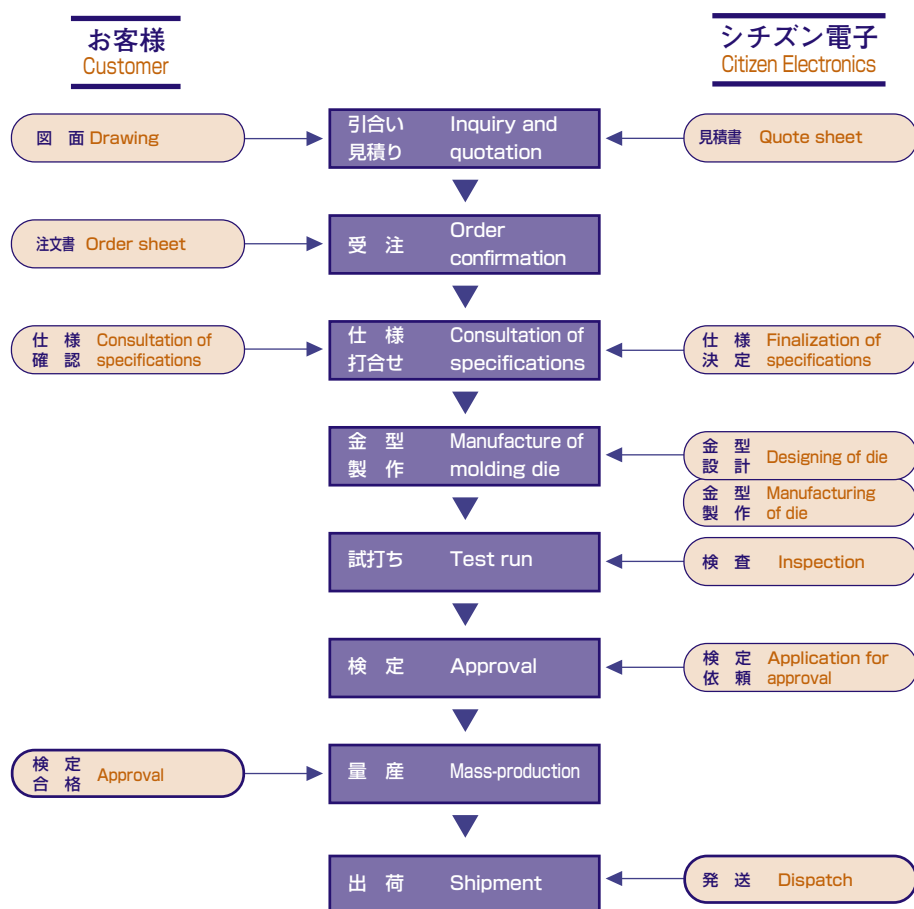 お客様
Customer
シチズン電子
Citizen Electronics
図 面 Drawing
引合い 見積り
Inquiry and
quotation
見積書 Quote sheet
注文書 Order sheet
受 注
Order
confirmation
仕 様
確 認
Consultation of
specifications
仕 様
打合せ
Consultation of
specifications
仕 様
決 定
Finalization of
specifications
金 型
製 作
Manufacture of
molding die
金 型
設 計
Designing of die
金 型
製 作
Manufacturing
of die
試打ち Test run
検 査 Inspection
検 定 Approval
検 定
依 頼
Application for
approval
検 定
合 格
Approval
量 産 Mass-production
出 荷 Shipment
発 送 Dispatch